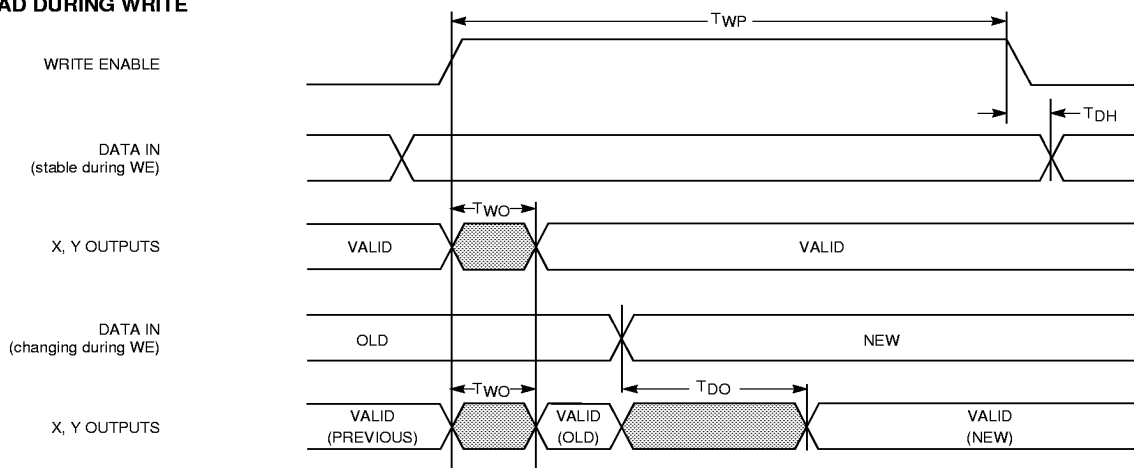 AD DURING WRITE
TWP
WRITE ENABLE
TDH
DATA IN
(stable during WE)
TWO
X, Y OUTPUTS
VALID
VALID
DATA IN
(changing during WE)
OLD
NEW
TWO
TDO
X, Y OUTPUTS
VALID
(PREVIOUS)
VALID
(OLD)
VALID
(NEW)